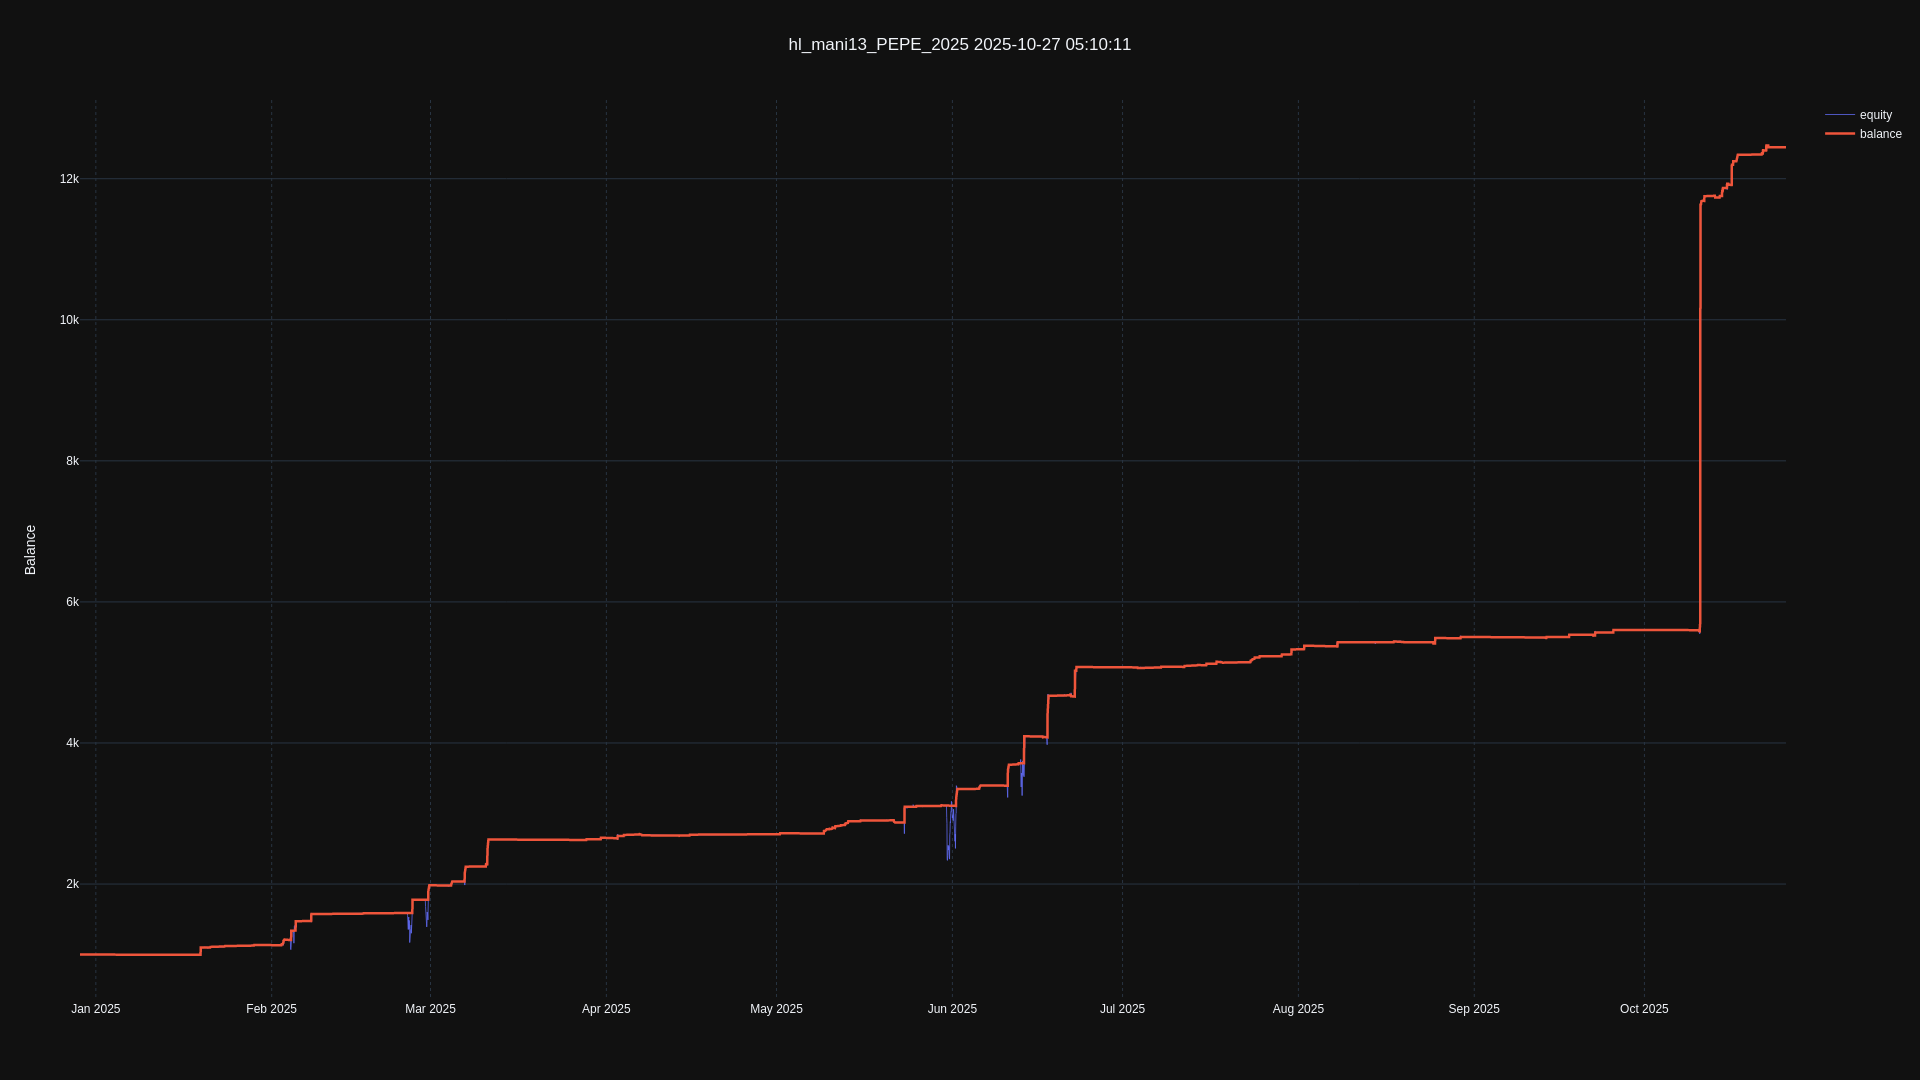 hl_mani13_PEPE_2025 2025-10-27 05:10:11
equity
balance
Balance
12k
10k
8k
6k
4k
2k
Jan 2025
Feb 2025
Mar 2025
Apr 2025
May 2025
Jun 2025
Jul 2025
Aug 2025
Sep 2025
Oct 2025